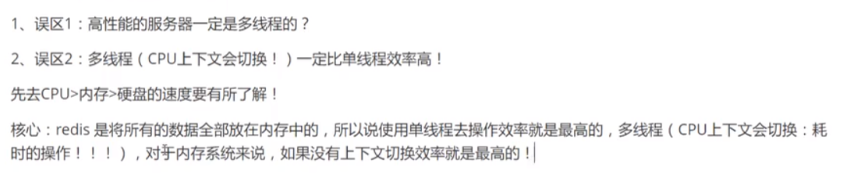 1、误区1：高性能的服务器一定是多线程的？
2、误区2：多线程（CPU上下文会切换！）一定比单线程效率高！
先去CPU>内存>硬盘的速度要有所了解！
核心：redis 是将所有的数据全部放在内存中的，所以说使用单线程去操作效率就是最高的，多线程（CPU上下文会切换：耗
时的操作！！！），对于内存系统来说，如果没有上下文切换效率就是最高的！